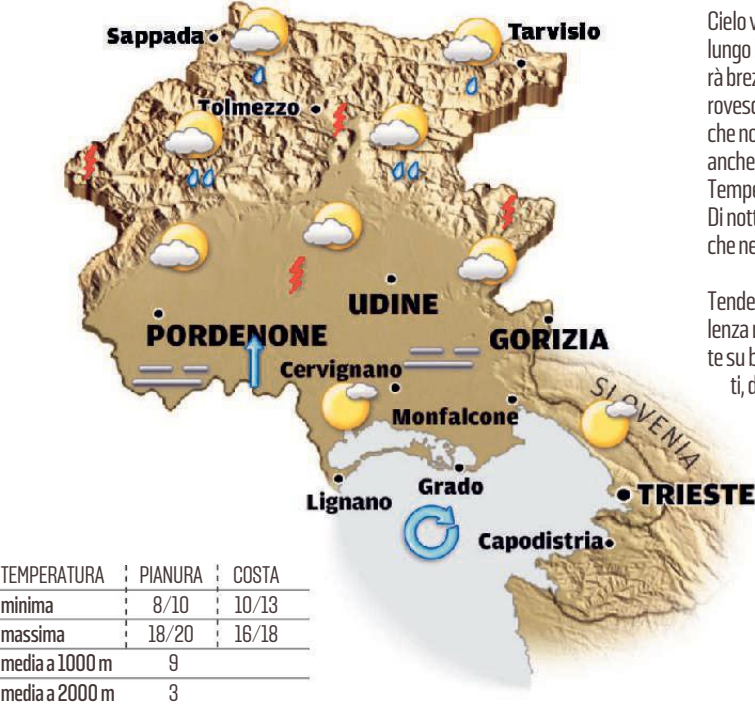 Sappada
Tarvisio
Tolmezzo
UDINE
PORDENONE
GORIZIA
Cervignano
Monfalcone
SLOVENIA
Lignano
Grado
TRIESTE
Capodistria
TEMPERATURA PIANURA COSTA
minima 8/10 10/13
massima 18/20 16/18
media a 1000 m 9
media a 2000 m 3
Cielo v
lungo
rà brez
rovesc
che no
anche
Tempe
Di nott
che ne
Tende
lenza
te su b
ti, d